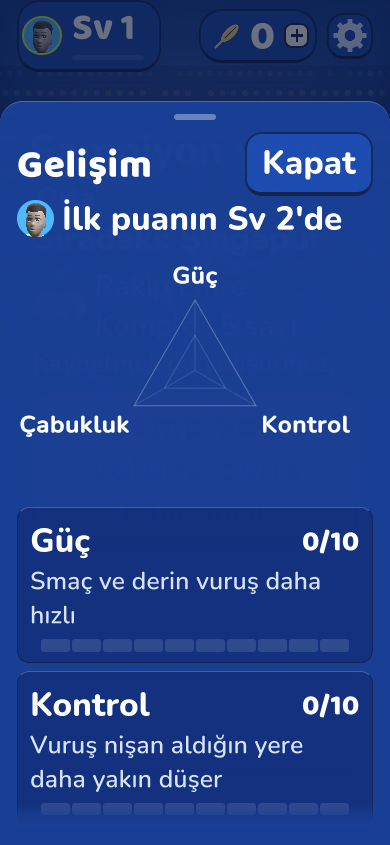 Sv 1
0
Gelişim
Kapat
İlk puanın Sv 2'de
Güç
Çabukluk
Kontrol
Güç
0/10
Smaç ve derin vuruş daha
hızlı
Kontrol
0/10
Vuruş nişan aldığın yere
daha yakın düşer